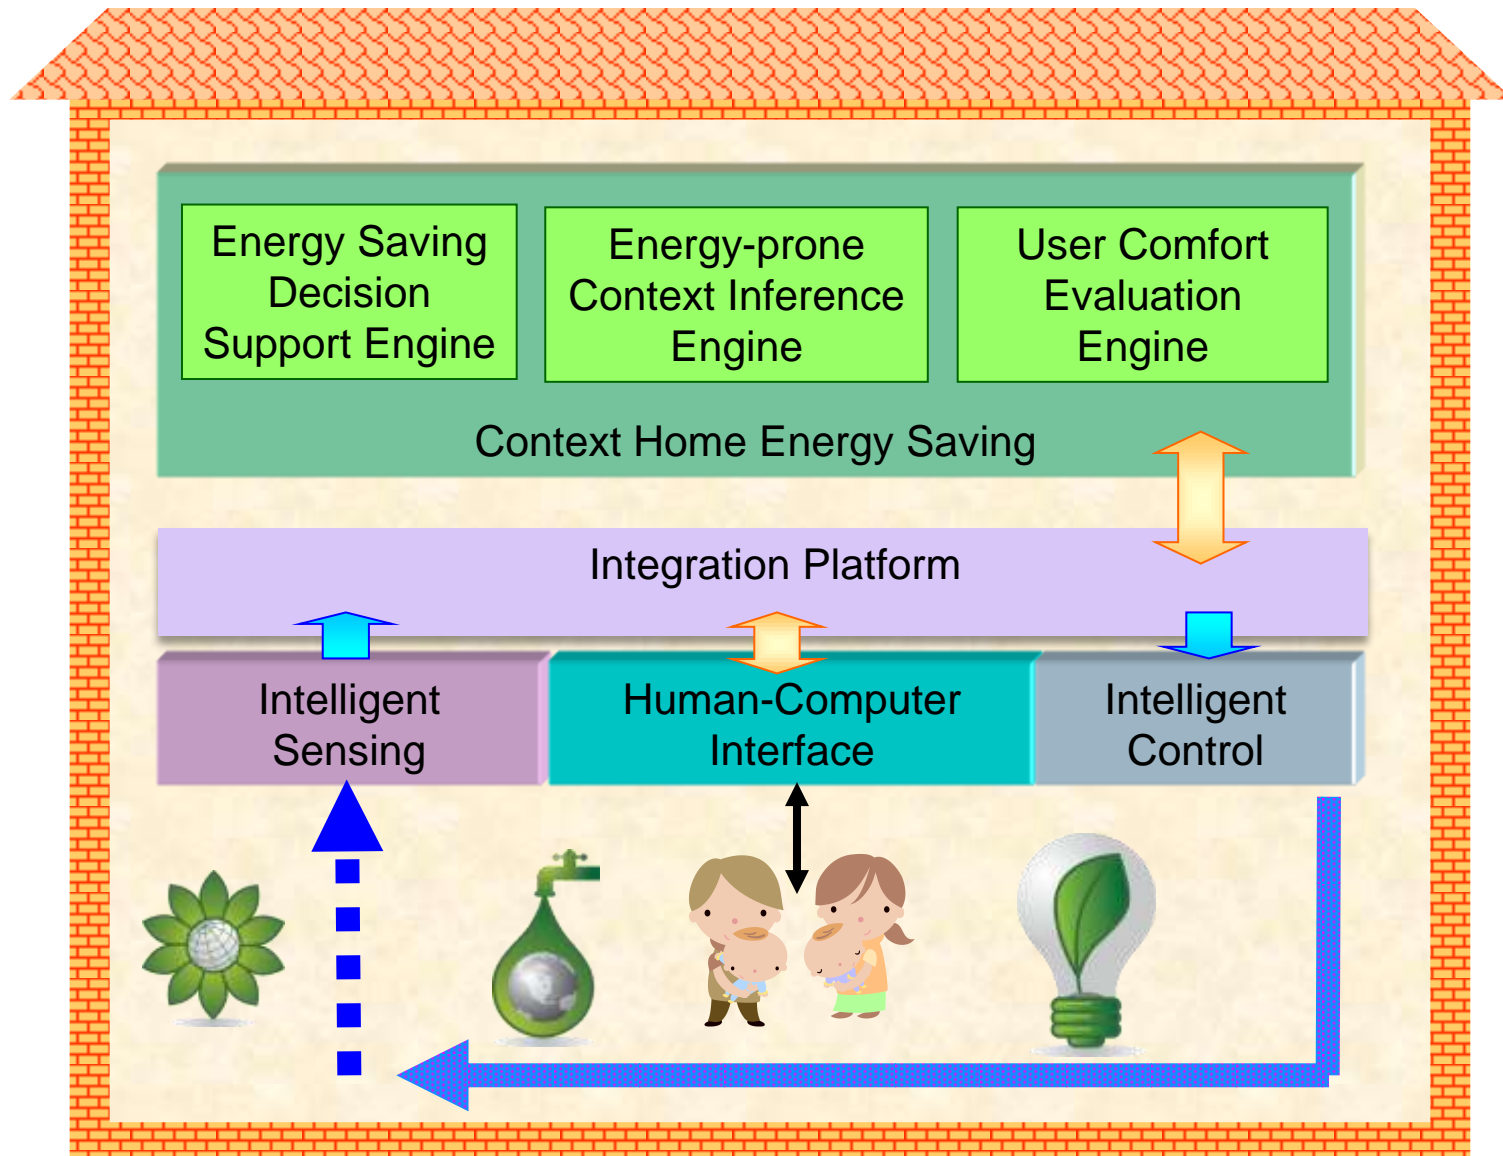 Energy Saving
Decision
Support Engine
Energy-prone
Context Inference
Engine
User Comfort
Evaluation
Engine
Context Home Energy Saving
Integration Platform
Intelligent
Sensing
Human-Computer
Interface
Intelligent
Control